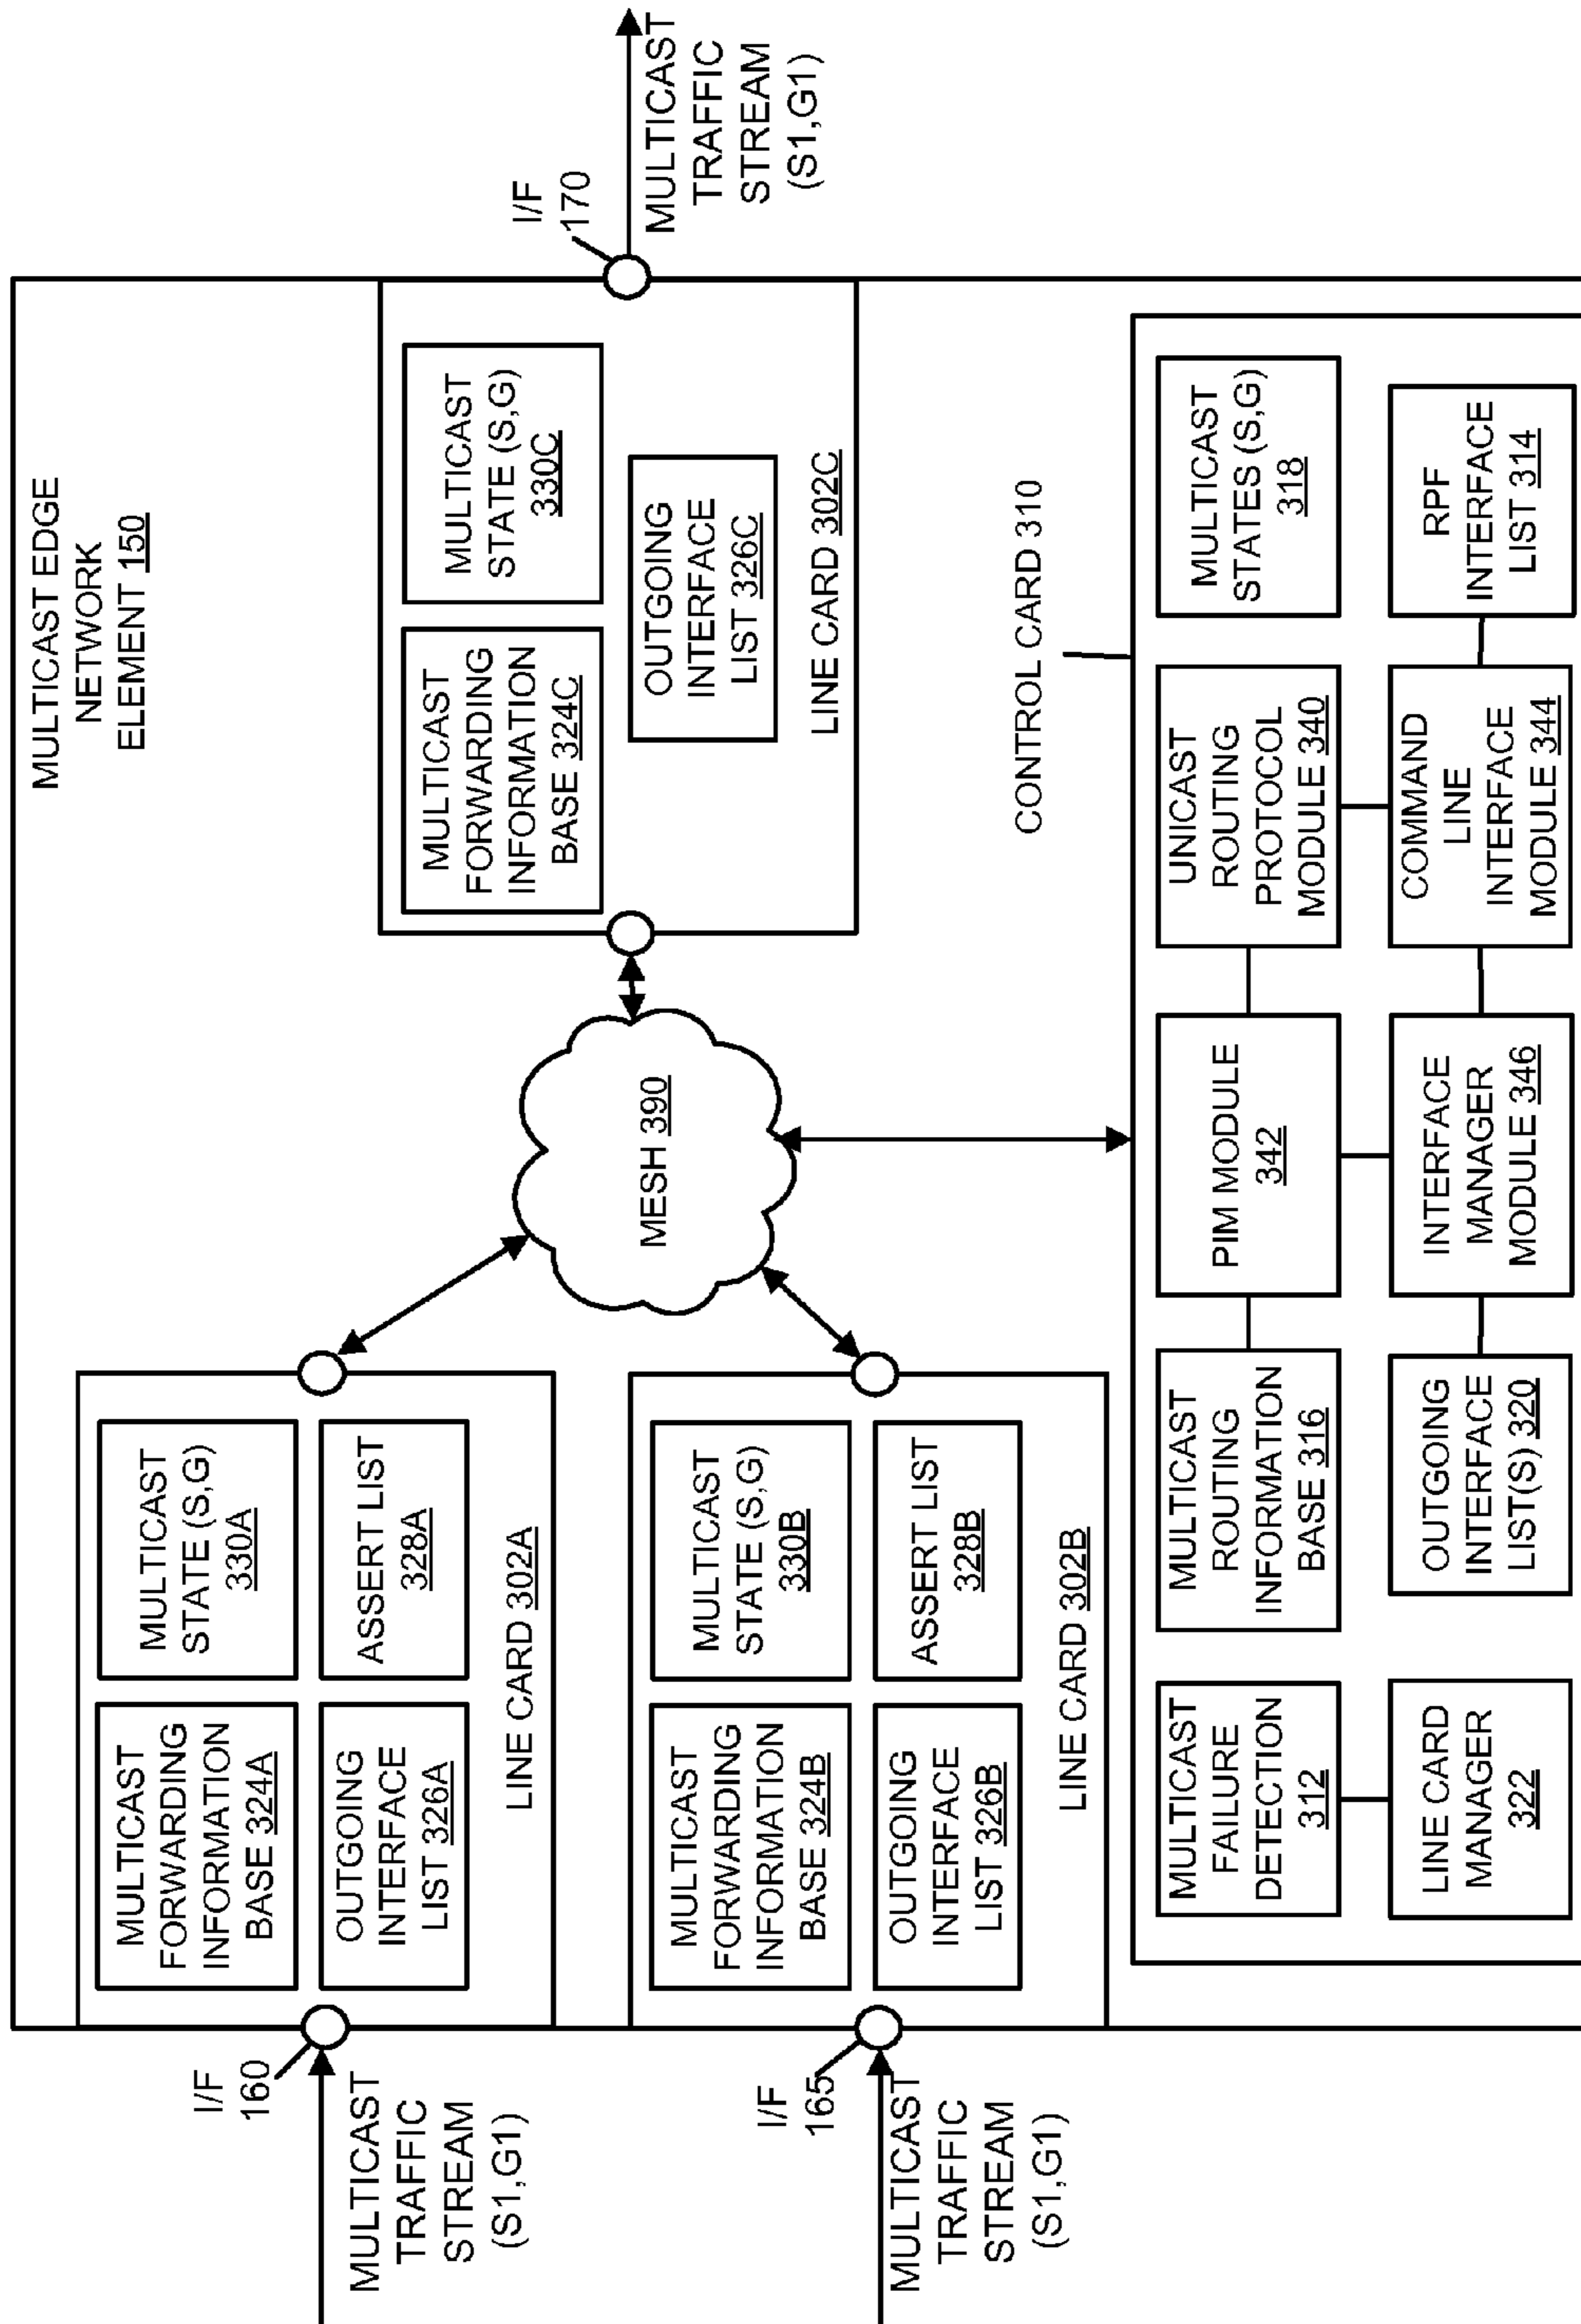 MULTICAST EDGE
NETWORK
ELEMENT 150
I/F
160
MULTICAST
TRAFFIC
STREAM
(S1,G1)
MULTICAST
FORWARDING
INFORMATION
BASE 324A
MULTICAST
STATE (S,G)
330A
OUTGOING
INTERFACE
LIST 326A
ASSERT LIST
328A
LINE CARD 302A
I/F
165
MULTICAST
TRAFFIC
STREAM
(S1,G1)
MULTICAST
FORWARDING
INFORMATION
BASE 324B
MULTICAST
STATE (S,G)
330B
OUTGOING
INTERFACE
LIST 326B
ASSERT LIST
328B
LINE CARD 302B
MESH 390
MULTICAST
FORWARDING
INFORMATION
BASE 324C
MULTICAST
STATE (S,G)
330C
OUTGOING
INTERFACE
LIST 326C
LINE CARD 302C
I/F
170
MULTICAST
TRAFFIC
STREAM
(S1,G1)
CONTROL CARD 310
MULTICAST
FAILURE
DETECTION
312
MULTICAST
ROUTING
INFORMATION
BASE 316
PIM MODULE
342
UNICAST
ROUTING
PROTOCOL
MODULE 340
MULTICAST
STATES (S,G)
318
LINE CARD
MANAGER
322
OUTGOING
INTERFACE
LIST(S) 320
INTERFACE
MANAGER
MODULE 346
COMMAND
LINE
INTERFACE
MODULE 344
RPF
INTERFACE
LIST 314